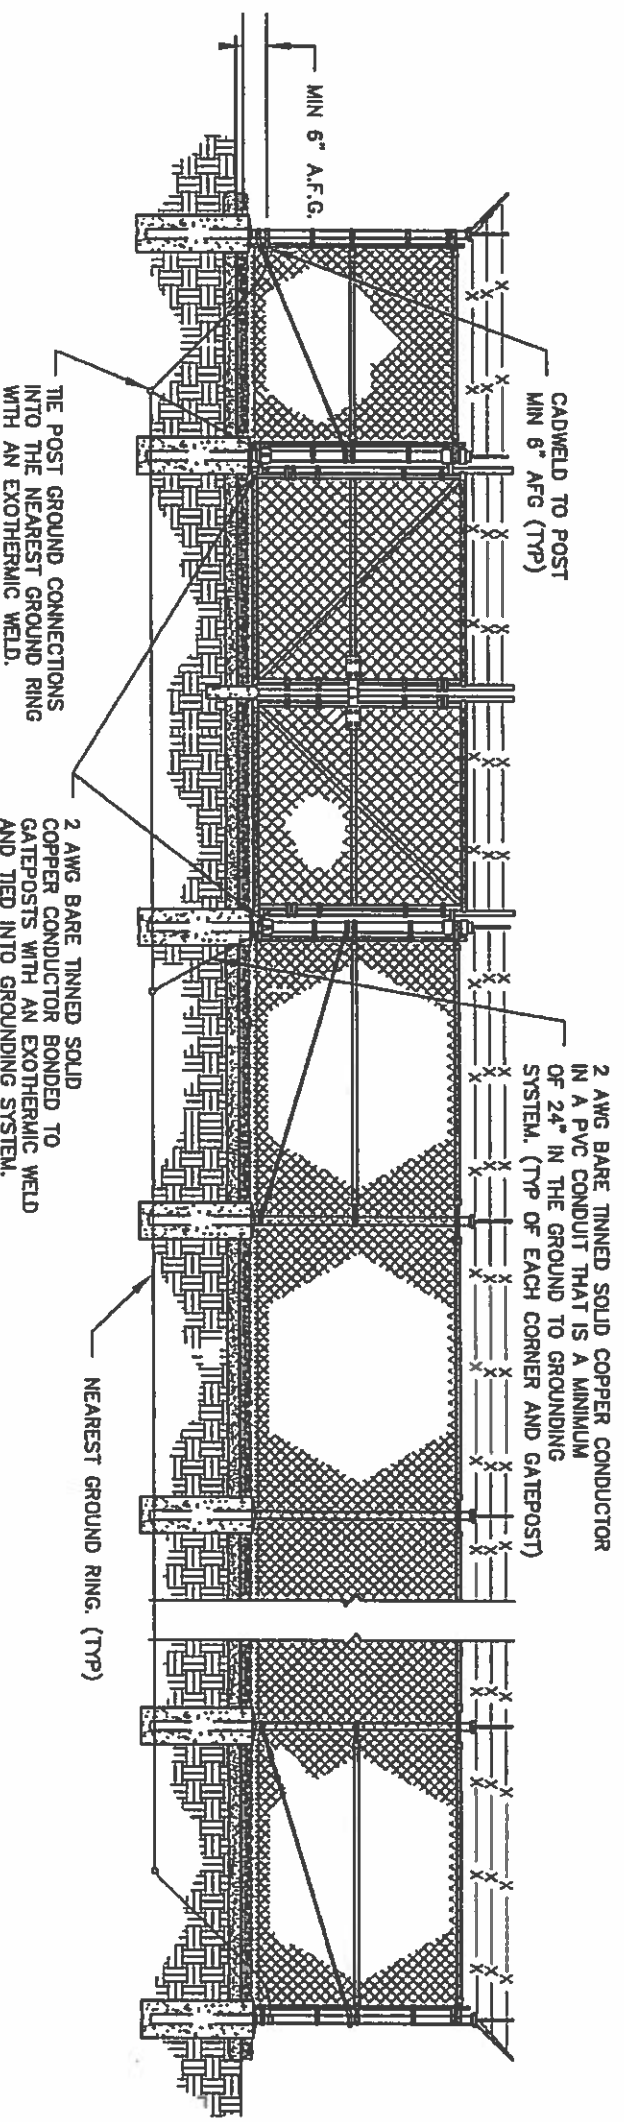 MIN 6" A.F.G.
CADWELD TO POST
MIN 6" AFG (TYP)
2 AWG BARE TINNED SOLID COPPER CONDUCTOR
IN A PVC CONDUIT THAT IS A MINIMUM
OF 24" IN THE GROUND TO GROUNDING
SYSTEM. (TYP OF EACH CORNER AND GATEPOST)
TIE POST GROUND CONNECTIONS
INTO THE NEAREST GROUND RING
WITH AN EXOTHERMIC WELD.
2 AWG BARE TINNED SOLID
COPPER CONDUCTOR BONDED TO
GATEPOSTS WITH AN EXOTHERMIC WELD
AND TIED INTO GROUNDING SYSTEM.
NEAREST GROUND RING. (TYP)